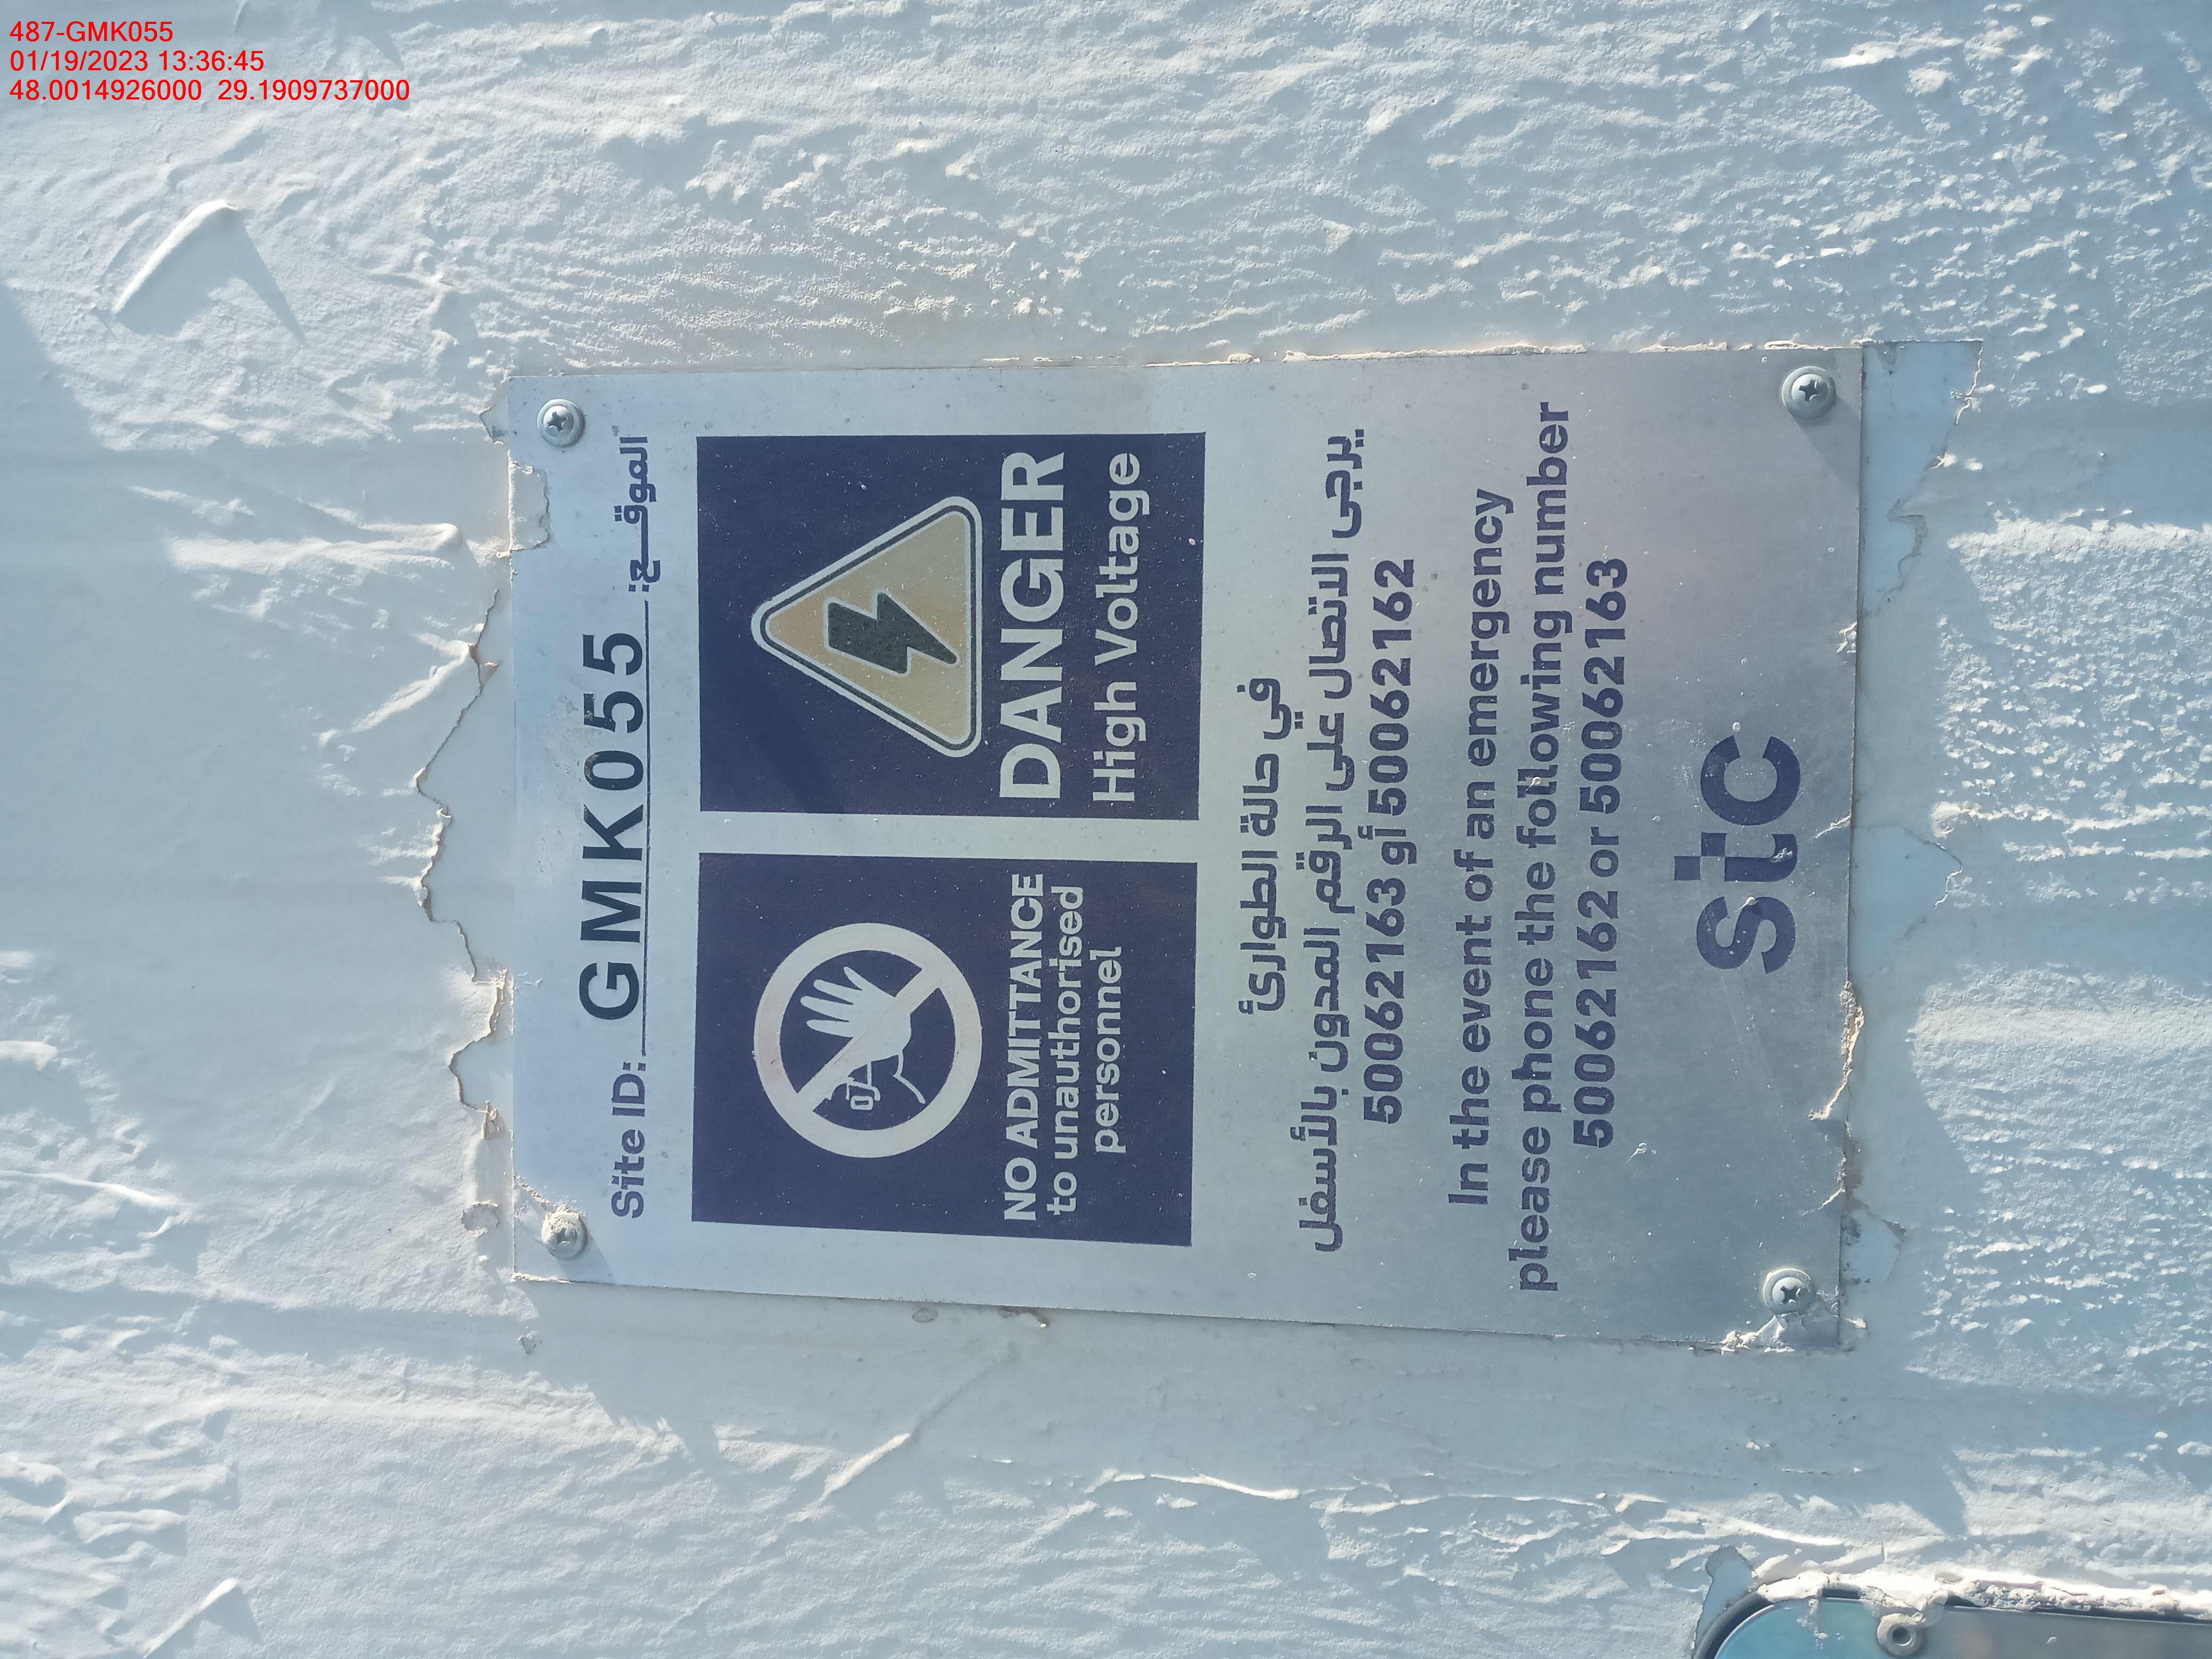 487-GMK055
01/19/2023 13:36:45
48.0014926000 29.1909737000
Site ID: GMK055 الموقـع:
NO ADMITTANCE
to unauthorised
personnel
DANGER
High Voltage
في حالة الطوارئ
يرجى الاتصال على الرقم المدون بالأسفل
50062162 أو 50062163
In the event of an emergency
please phone the following number
50062162 or 50062163
stc